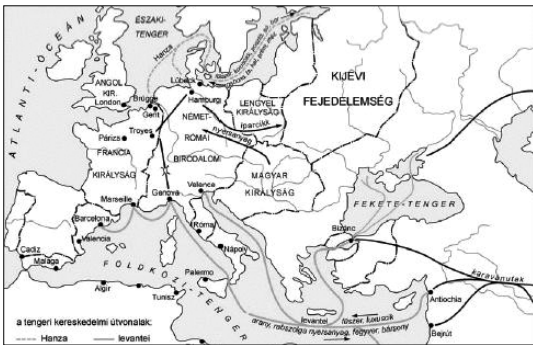 ATLANTI-ÓCEÁN
ÉSZAKI-
TENGER
Hanza
ANGOL
KIR.
London
Brügge
Gent
Lübeck
Hamburg
LENGYEL
KIRÁLYSÁG
KIJEVI
FEJEDELEMSÉG
NÉMET-
RÓMAI
BIRODALOM
iparcikk
nyersanyag
Párizs
Troyes
FRANCIA
KIRÁLYSÁG
MAGYAR
KIRÁLYSÁG
Marseille
Genova
Velence
FEKETE-TENGER
Barcelona
Valencia
Róma
Nápoly
Bizánc
Cadiz
Malaga
FÖLDKÖZI-TENGER
Palermo
Algír
Tunisz
karavánutak
Antiochia
levantei
fűszer, luxuscikk
arany, rabszolga nyersanyag, fegyver, bársony
Bejrút
a tengeri kereskedelmi útvonalak:
Hanza
levantei